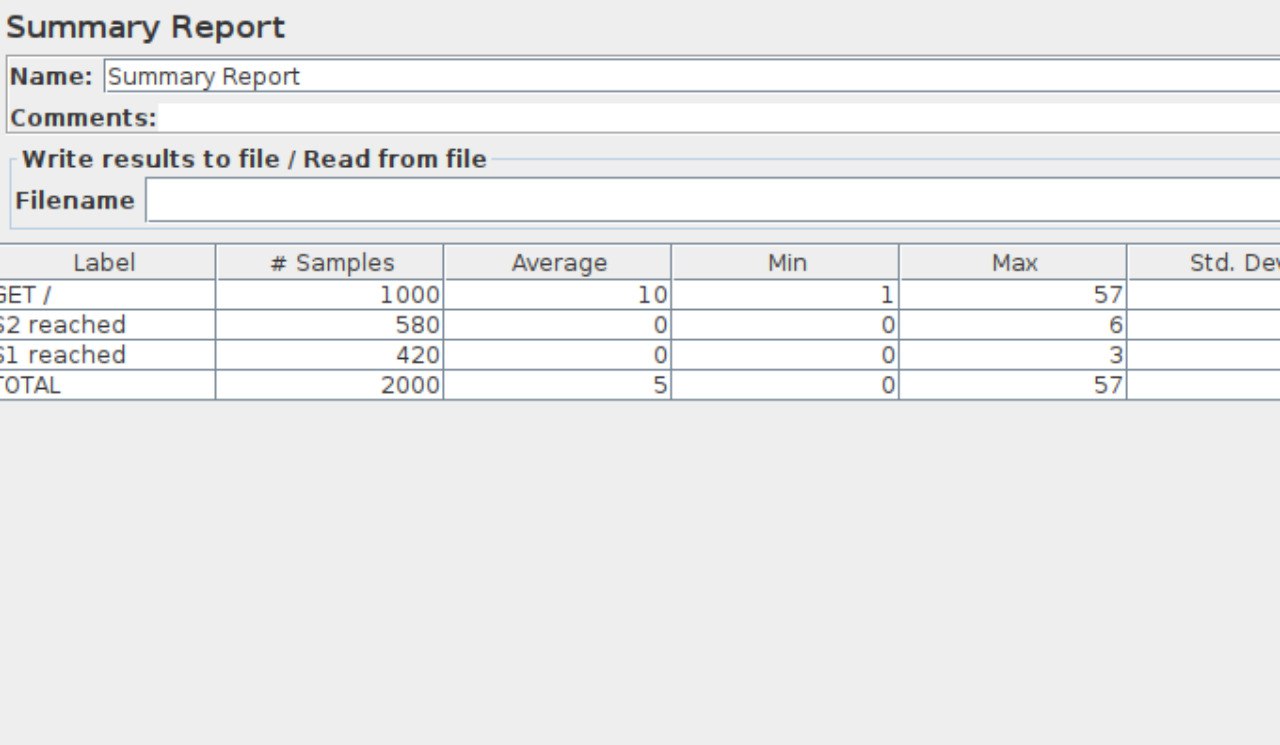 Summary Report
Name: Summary Report
Comments:
Write results to file / Read from file
Filename
Label # Samples Average Min Max Std. Dev
GET / 1000 10 1 57
S2 reached 580 0 0 6
S1 reached 420 0 0 3
TOTAL 2000 5 0 57